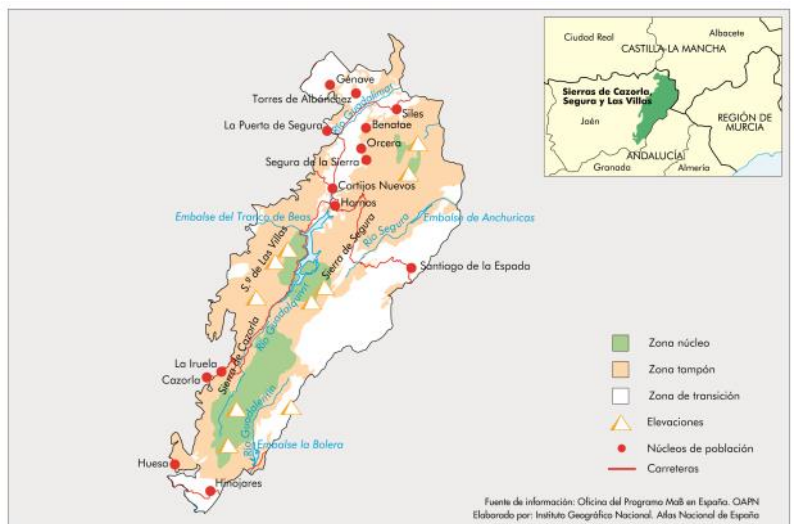 Génave
Torres de Albánchez
Río Guadalimar
Siles
La Puerta de Segura
Benatae
Orcera
Segura de la Sierra
Cortijos Nuevos
Hornos
Embalse del Tranco de Beas
Embalse de Anchuricas
Río Segura
Sierra de Segura
S.ª de Las Villas
Santiago de la Espada
Río Guadalquivir
Sierra de Cazorla
La Iruela
Cazorla
Río Guadalentín
Embalse la Bolera
Huesa
Hinojares
Ciudad Real
Albacete
CASTILLA-LA MANCHA
Sierras de Cazorla,
Segura y Las Villas
Jaén
REGIÓN DE
MURCIA
ANDALUCÍA
Granada
Almería
Zona núcleo
Zona tampón
Zona de transición
Elevaciones
Núcleos de población
Carreteras
Fuente de información: Oficina del Programa MaB en España. OAPN
Elaborado por: Instituto Geográfico Nacional. Atlas Nacional de España